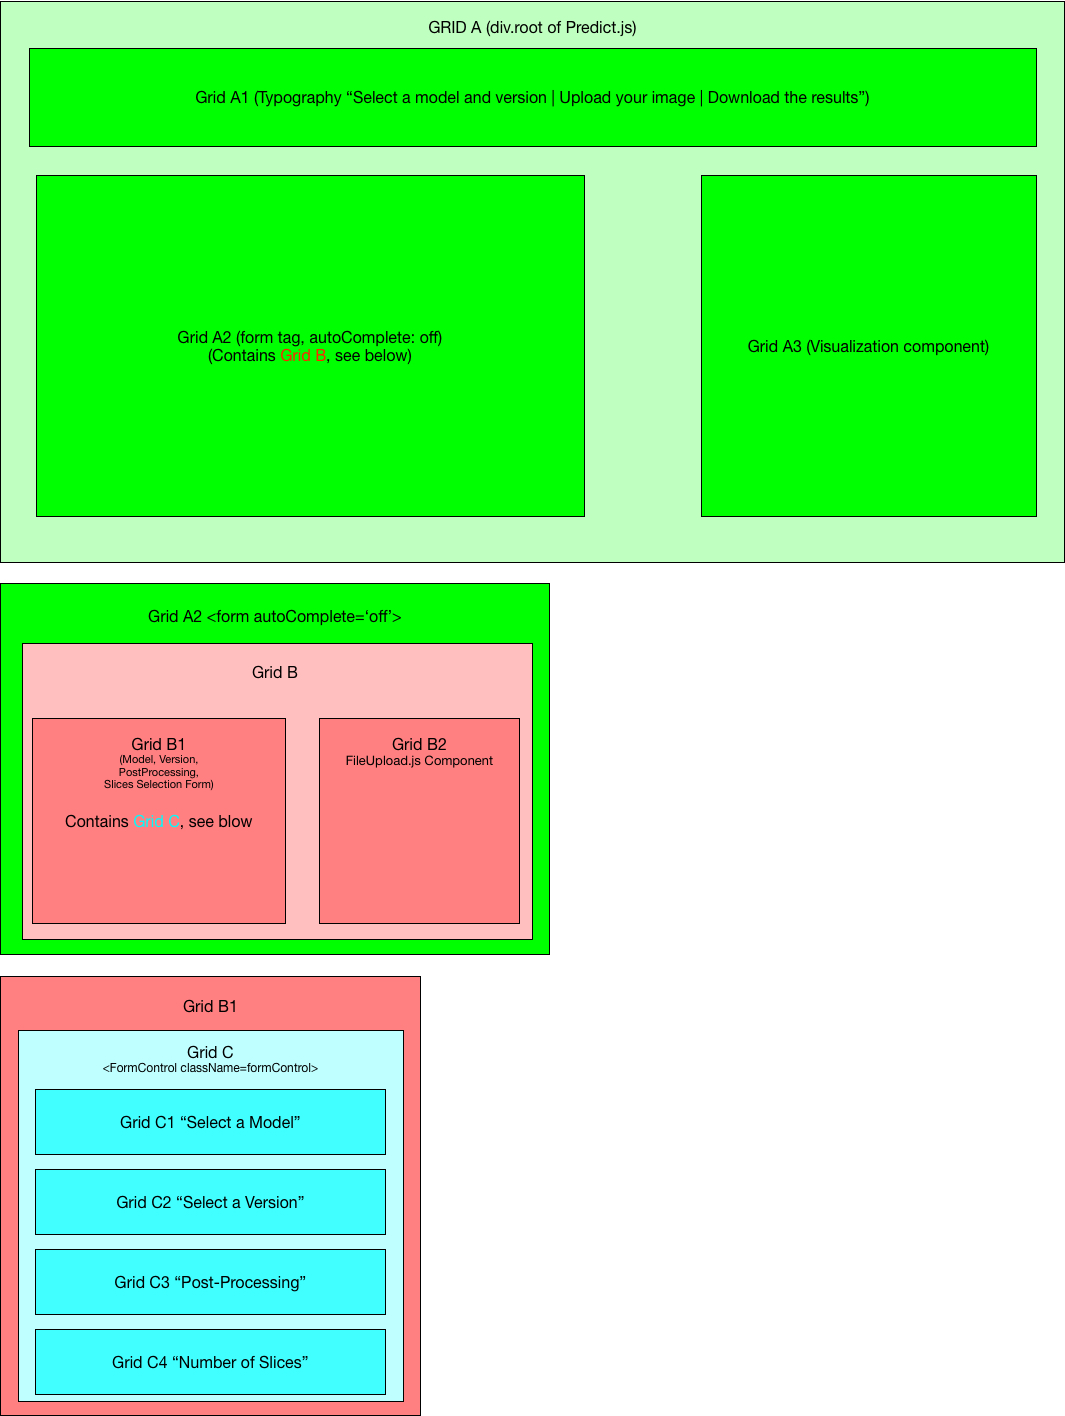 GRID A (div.root of Predict.js)
Grid A1 (Typography “Select a model and version | Upload your image | Download the results”)
Grid A2 (form tag, autoComplete: off)
(Contains Grid B, see below)
Grid A3 (Visualization component)
Grid A2 <form autoComplete=‘off’>
Grid B
Grid B1
(Model, Version,
PostProcessing,
Slices Selection Form)
Contains Grid C, see blow
Grid B2
FileUpload.js Component
Grid B1
Grid C
<FormControl className=formControl>
Grid C1 “Select a Model”
Grid C2 “Select a Version”
Grid C3 “Post-Processing”
Grid C4 “Number of Slices”